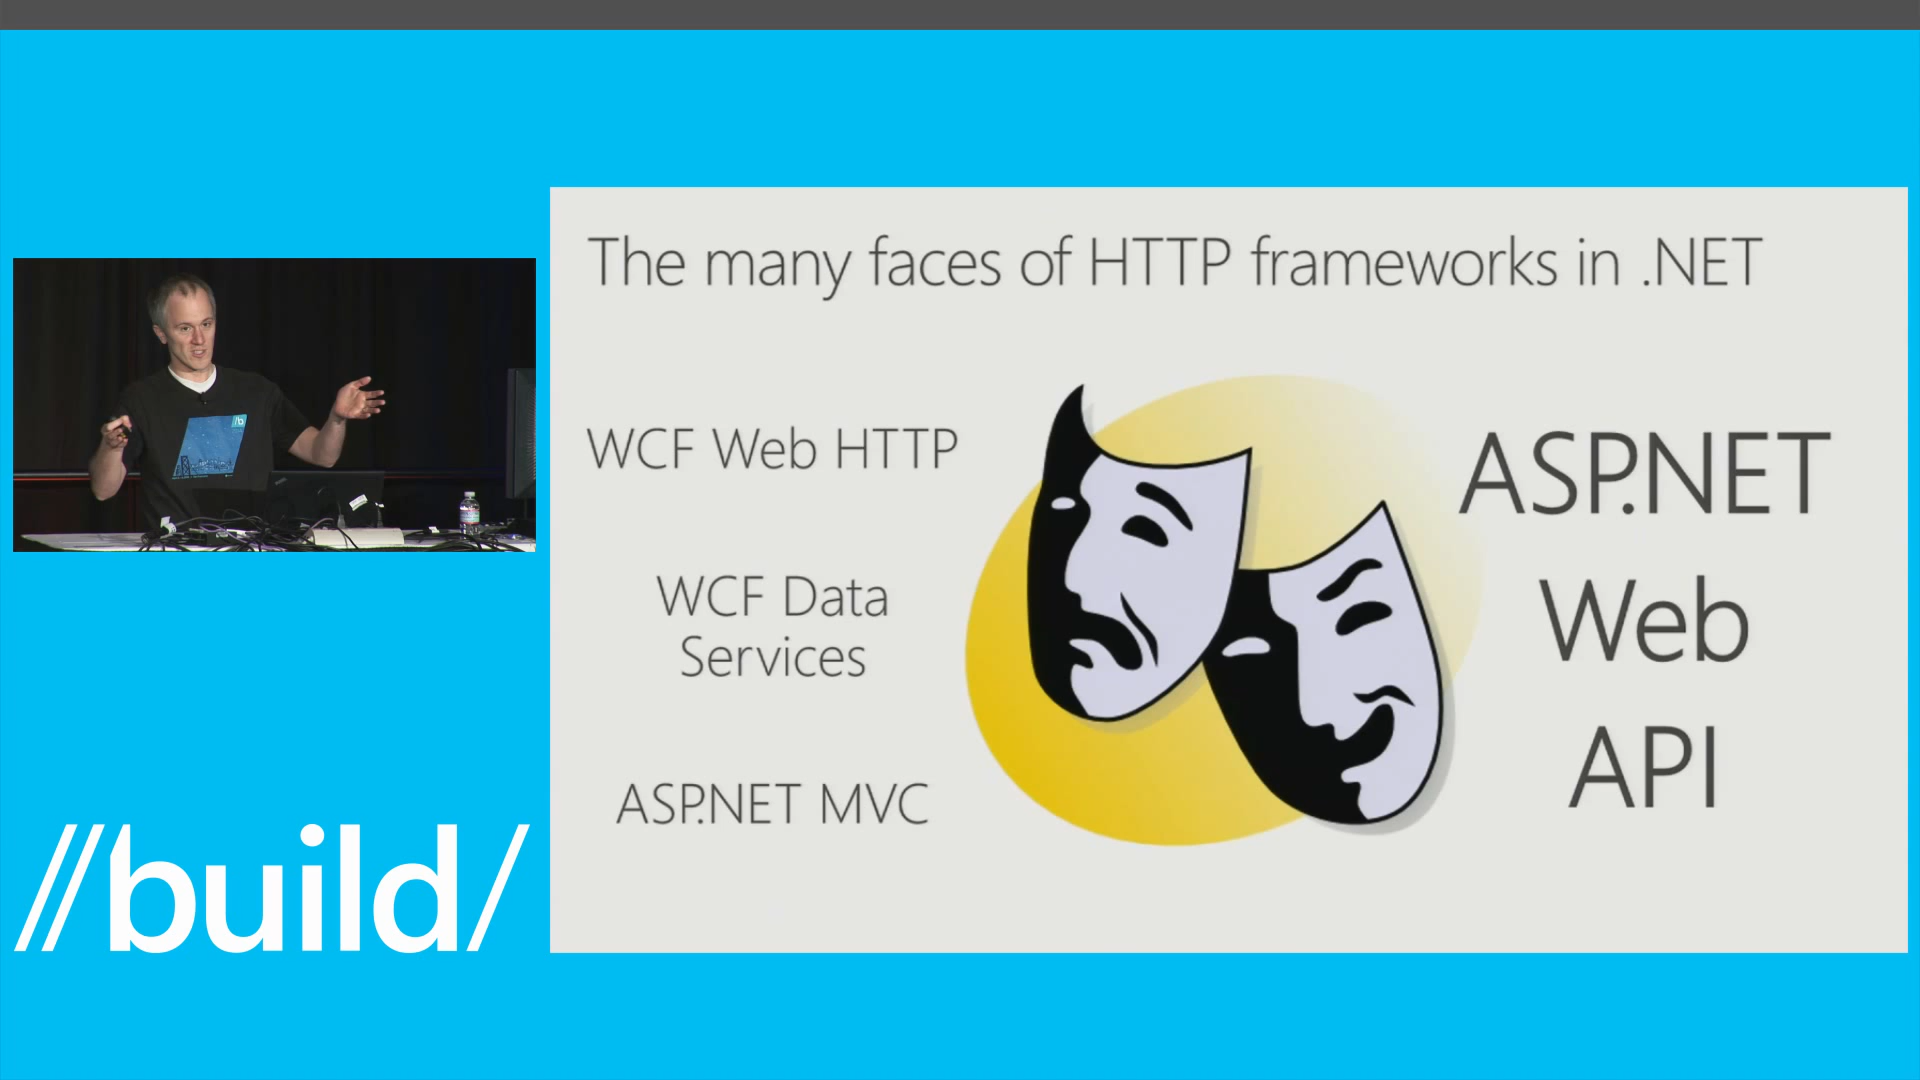 The many faces of HTTP frameworks in .NET
WCF Web HTTP
WCF Data
Services
ASP.NET MVC
ASP.NET
Web
API
//build/